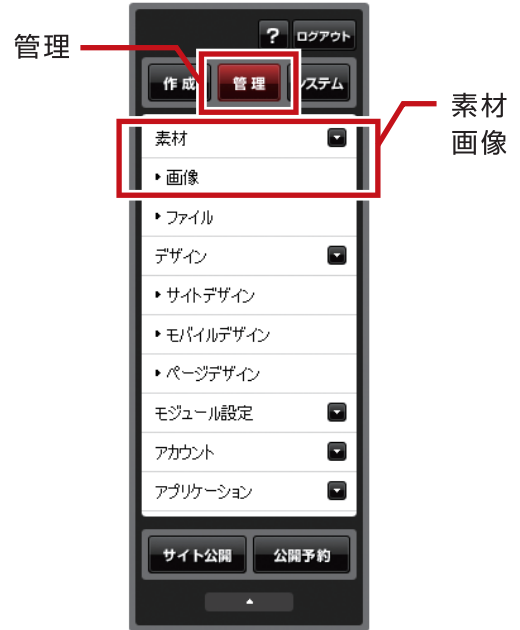 ? ログアウト
管理
作成 管理 システム
素材
画像
素材
画像
ファイル
デザイン
サイトデザイン
モバイルデザイン
ページデザイン
モジュール設定
アカウント
アプリケーション
サイト公開 公開予約